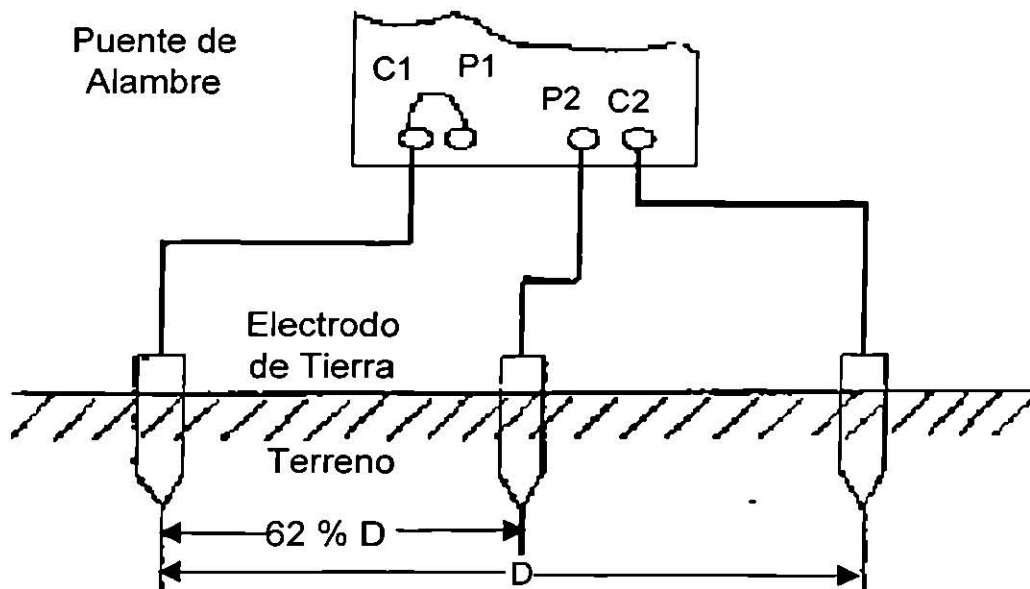 Puente de
Alambre
C1
P1
P2
C2
Electrodo
de Tierra
Terreno
62 % D
D